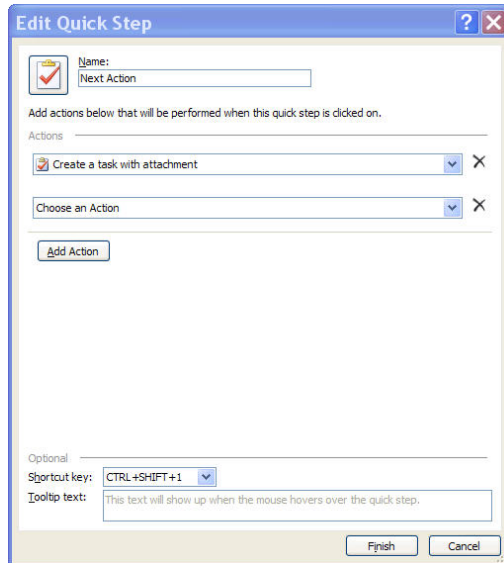 Edit Quick Step
?
Name:
Next Action
Add actions below that will be performed when this quick step is clicked on.
Actions
Create a task with attachment
Choose an Action
Add Action
Optional
Shortcut key: CTRL+SHIFT+1
Tooltip text: This text will show up when the mouse hovers over the quick step.
Finish Cancel